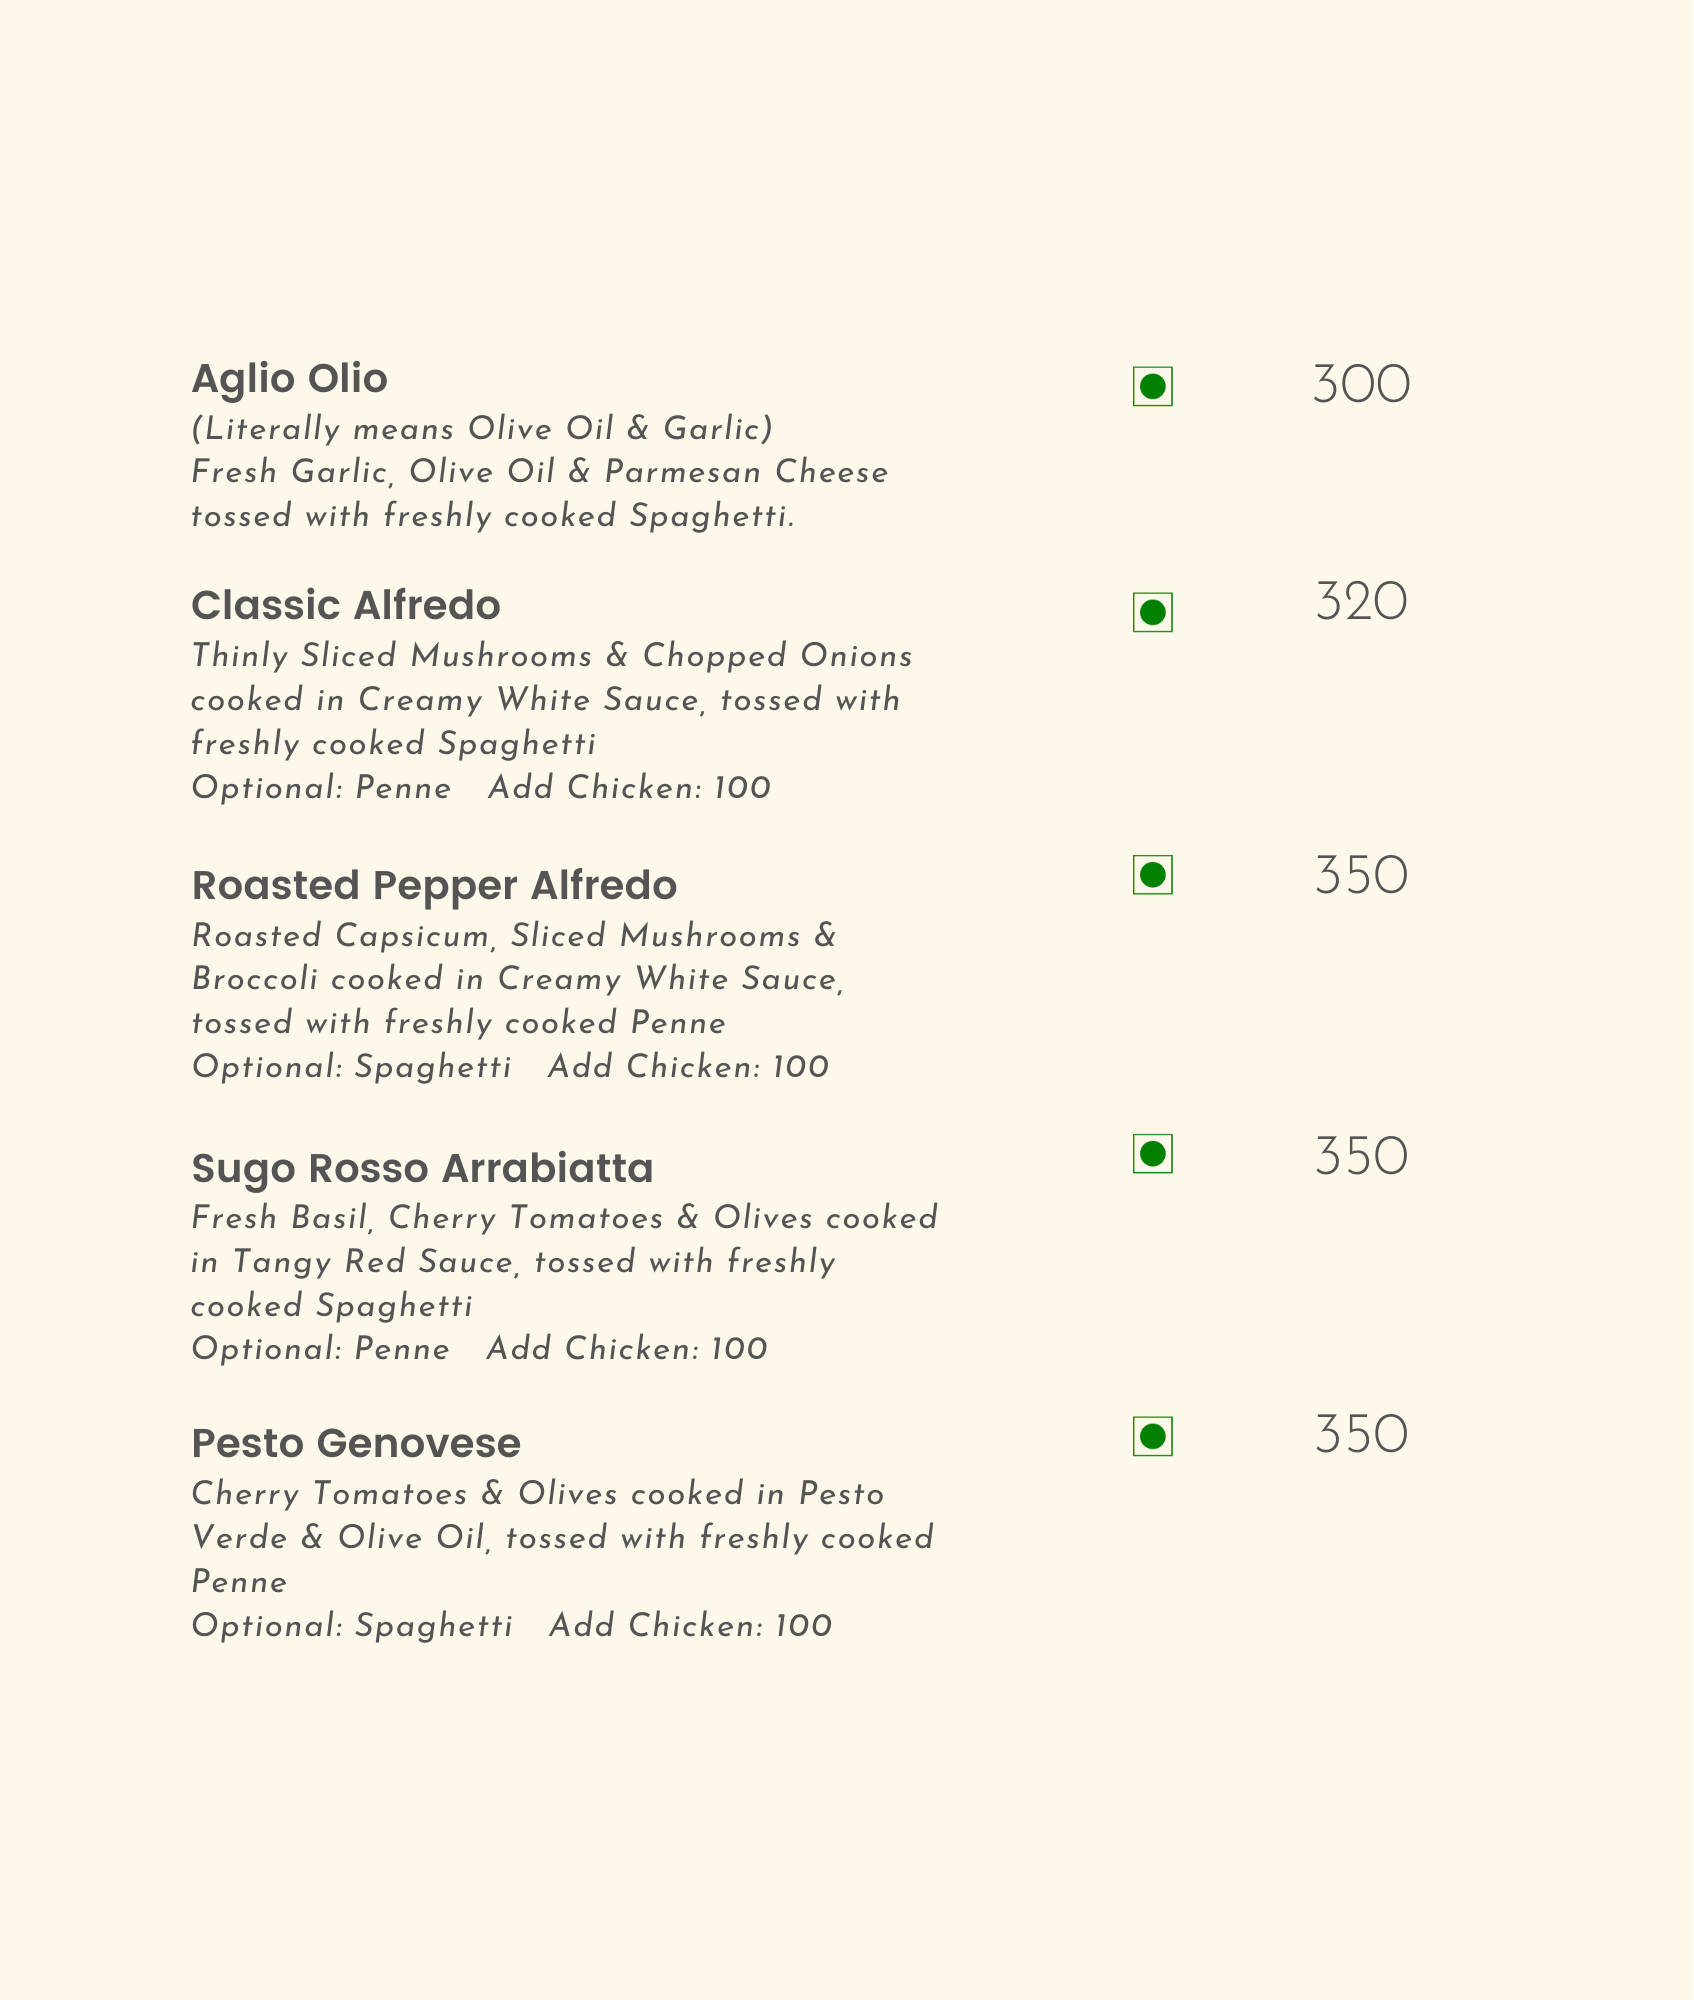 Aglio Olio 300
(Literally means Olive Oil & Garlic)
Fresh Garlic, Olive Oil & Parmesan Cheese
tossed with freshly cooked Spaghetti.
Classic Alfredo 320
Thinly Sliced Mushrooms & Chopped Onions
cooked in Creamy White Sauce, tossed with
freshly cooked Spaghetti
Optional: Penne Add Chicken: 100
Roasted Pepper Alfredo 350
Roasted Capsicum, Sliced Mushrooms &
Broccoli cooked in Creamy White Sauce,
tossed with freshly cooked Penne
Optional: Spaghetti Add Chicken: 100
Sugo Rosso Arrabiatta 350
Fresh Basil, Cherry Tomatoes & Olives cooked
in Tangy Red Sauce, tossed with freshly
cooked Spaghetti
Optional: Penne Add Chicken: 100
Pesto Genovese 350
Cherry Tomatoes & Olives cooked in Pesto
Verde & Olive Oil, tossed with freshly cooked
Penne
Optional: Spaghetti Add Chicken: 100